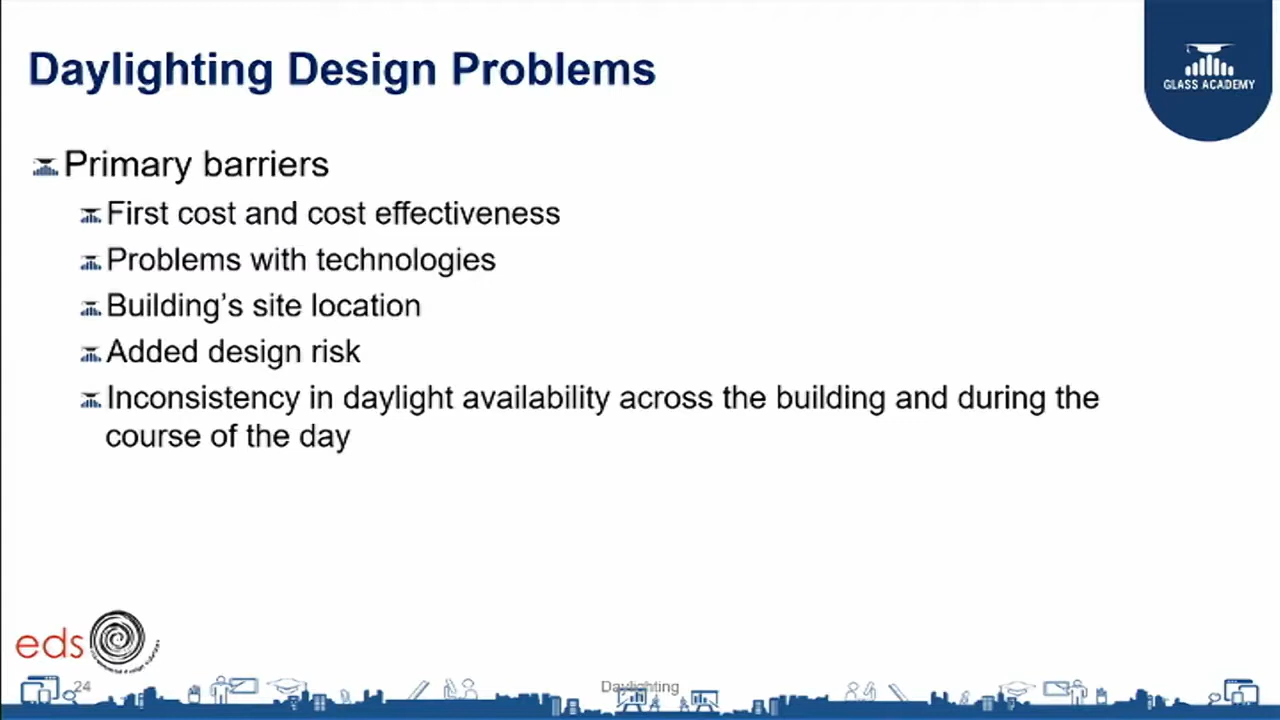 Daylighting Design Problems
GLASS ACADEMY
Primary barriers
First cost and cost effectiveness
Problems with technologies
Building’s site location
Added design risk
Inconsistency in daylight availability across the building and during the
course of the day
eds
24
Daylighting